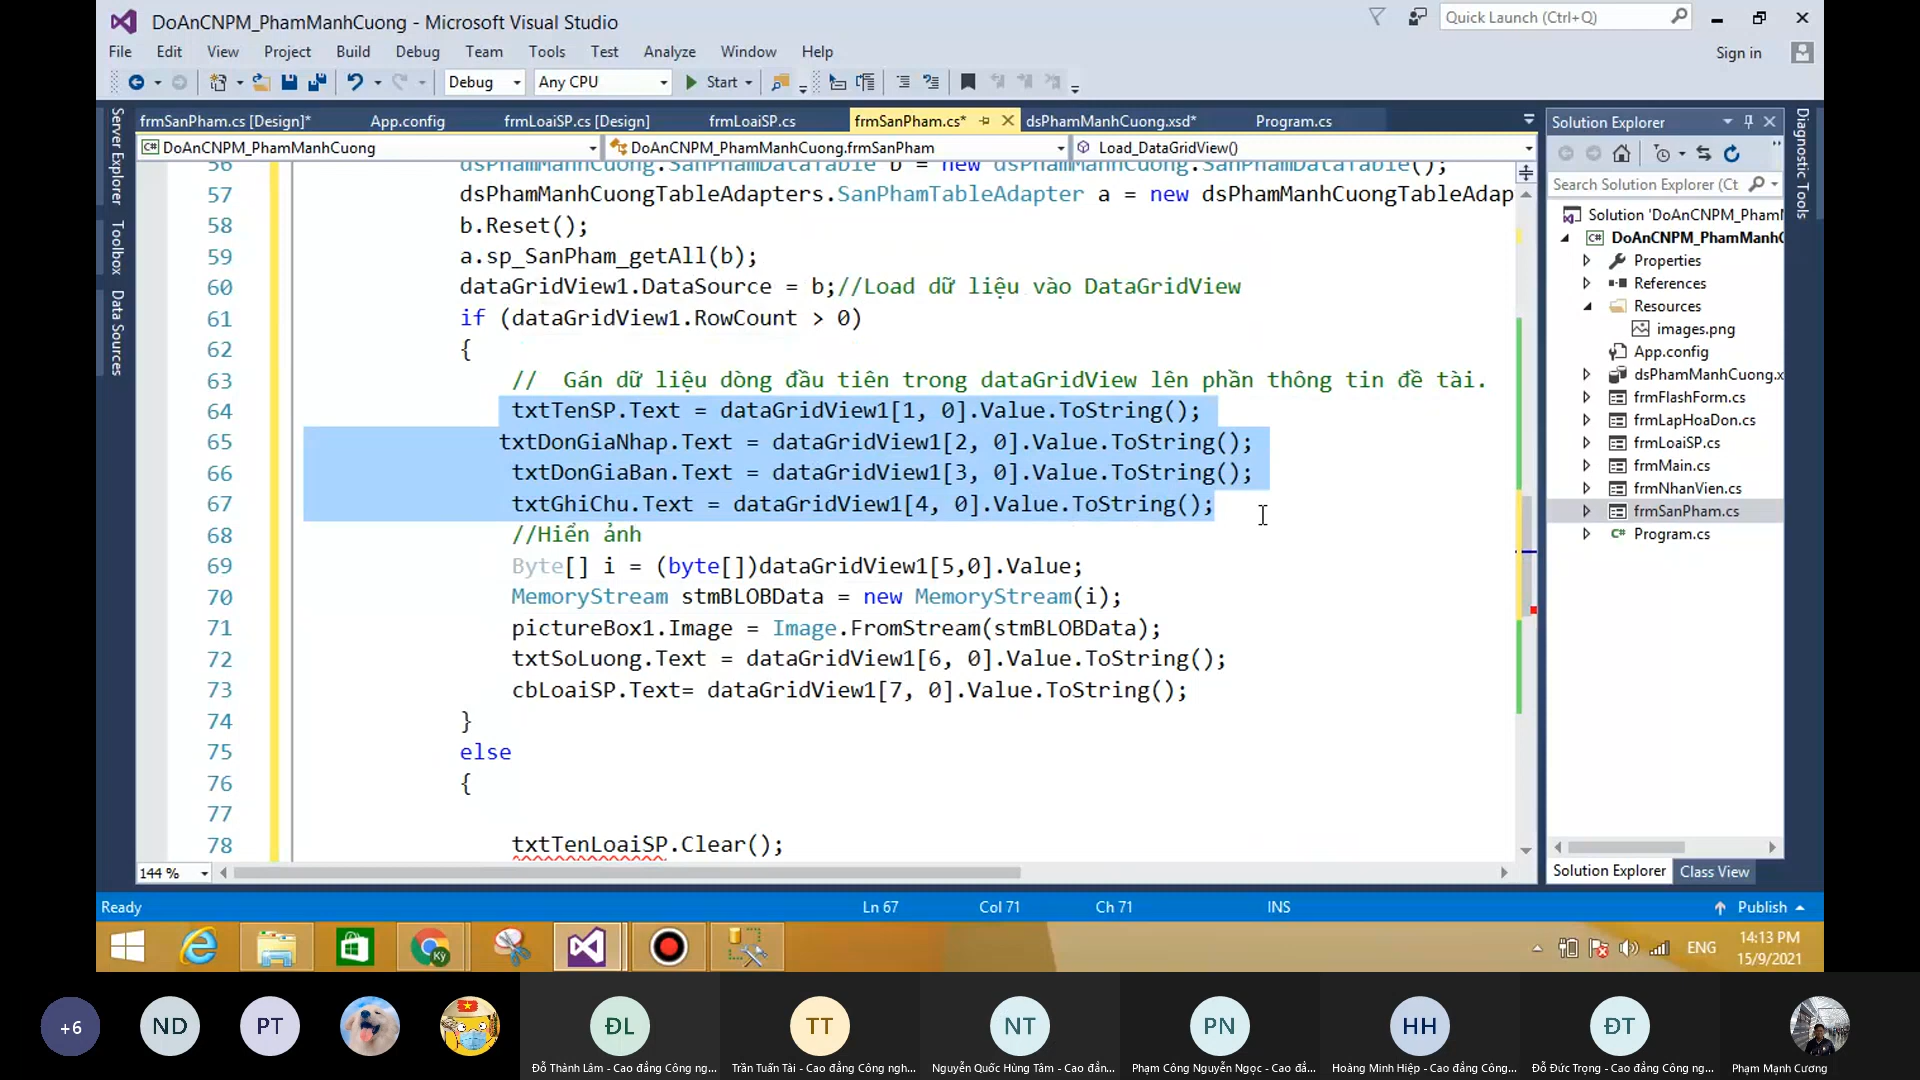 DoAnCNPM_PhamManhCuong - Microsoft Visual Studio
Quick Launch (Ctrl+Q)
File Edit View Project Build Debug Team Tools Test Analyze Window Help
Sign in
Debug Any CPU Start
frmSanPham.cs [Design]* App.config frmLoaiSP.cs [Design] frmLoaiSP.cs frmSanPham.cs* dsPhamManhCuong.xsd* Program.cs
DoAnCNPM_PhamManhCuong DoAnCNPM_PhamManhCuong.frmSanPham Load_DataGridView()
Server Explorer
Toolbox
Data Sources
56 dsPhamManhCuong.SanPhamDataTable b = new dsPhamManhCuong.SanPhamDataTable();
57 dsPhamManhCuongTableAdapters.SanPhamTableAdapter a = new dsPhamManhCuongTableAdap
58 b.Reset();
59 a.sp_SanPham_getAll(b);
60 dataGridView1.DataSource = b;//Load dữ liệu vào DataGridView
61 if (dataGridView1.RowCount > 0)
62 {
63 //  Gán dữ liệu dòng đầu tiên trong dataGridView lên phần thông tin đề tài.
64 txtTenSP.Text = dataGridView1[1, 0].Value.ToString();
65 txtDonGiaNhap.Text = dataGridView1[2, 0].Value.ToString();
66 txtDonGiaBan.Text = dataGridView1[3, 0].Value.ToString();
67 txtGhiChu.Text = dataGridView1[4, 0].Value.ToString();
68 //Hiển ảnh
69 Byte[] i = (byte[])dataGridView1[5,0].Value;
70 MemoryStream stmBLOBData = new MemoryStream(i);
71 pictureBox1.Image = Image.FromStream(stmBLOBData);
72 txtSoLuong.Text = dataGridView1[6, 0].Value.ToString();
73 cbLoaiSP.Text= dataGridView1[7, 0].Value.ToString();
74 }
75 else
76 {
77
78 txtTenLoaiSP.Clear();
144 %
Solution Explorer
Search Solution Explorer (Ct
Solution 'DoAnCNPM_PhamM
DoAnCNPM_PhamManhC
Properties
References
Resources
images.png
App.config
dsPhamManhCuong.x
frmFlashForm.cs
frmLapHoaDon.cs
frmLoaiSP.cs
frmMain.cs
frmNhanVien.cs
frmSanPham.cs
Program.cs
Solution Explorer Class View
Diagnostic Tools
Ready Ln 67 Col 71 Ch 71 INS Publish
Kỳ
ENG
14:13 PM
15/9/2021
+6 ND PT ĐL TT NT PN HH ĐT
Đỗ Thành Lâm - Cao đẳng Công ng...
Trần Tuấn Tài - Cao đẳng Công ngh...
Nguyễn Quốc Hùng Tâm - Cao đẳn...
Phạm Công Nguyễn Ngọc - Cao đẳ...
Hoàng Minh Hiệp - Cao đẳng Công...
Đỗ Đức Trọng - Cao đẳng Công ng...
Phạm Mạnh Cương